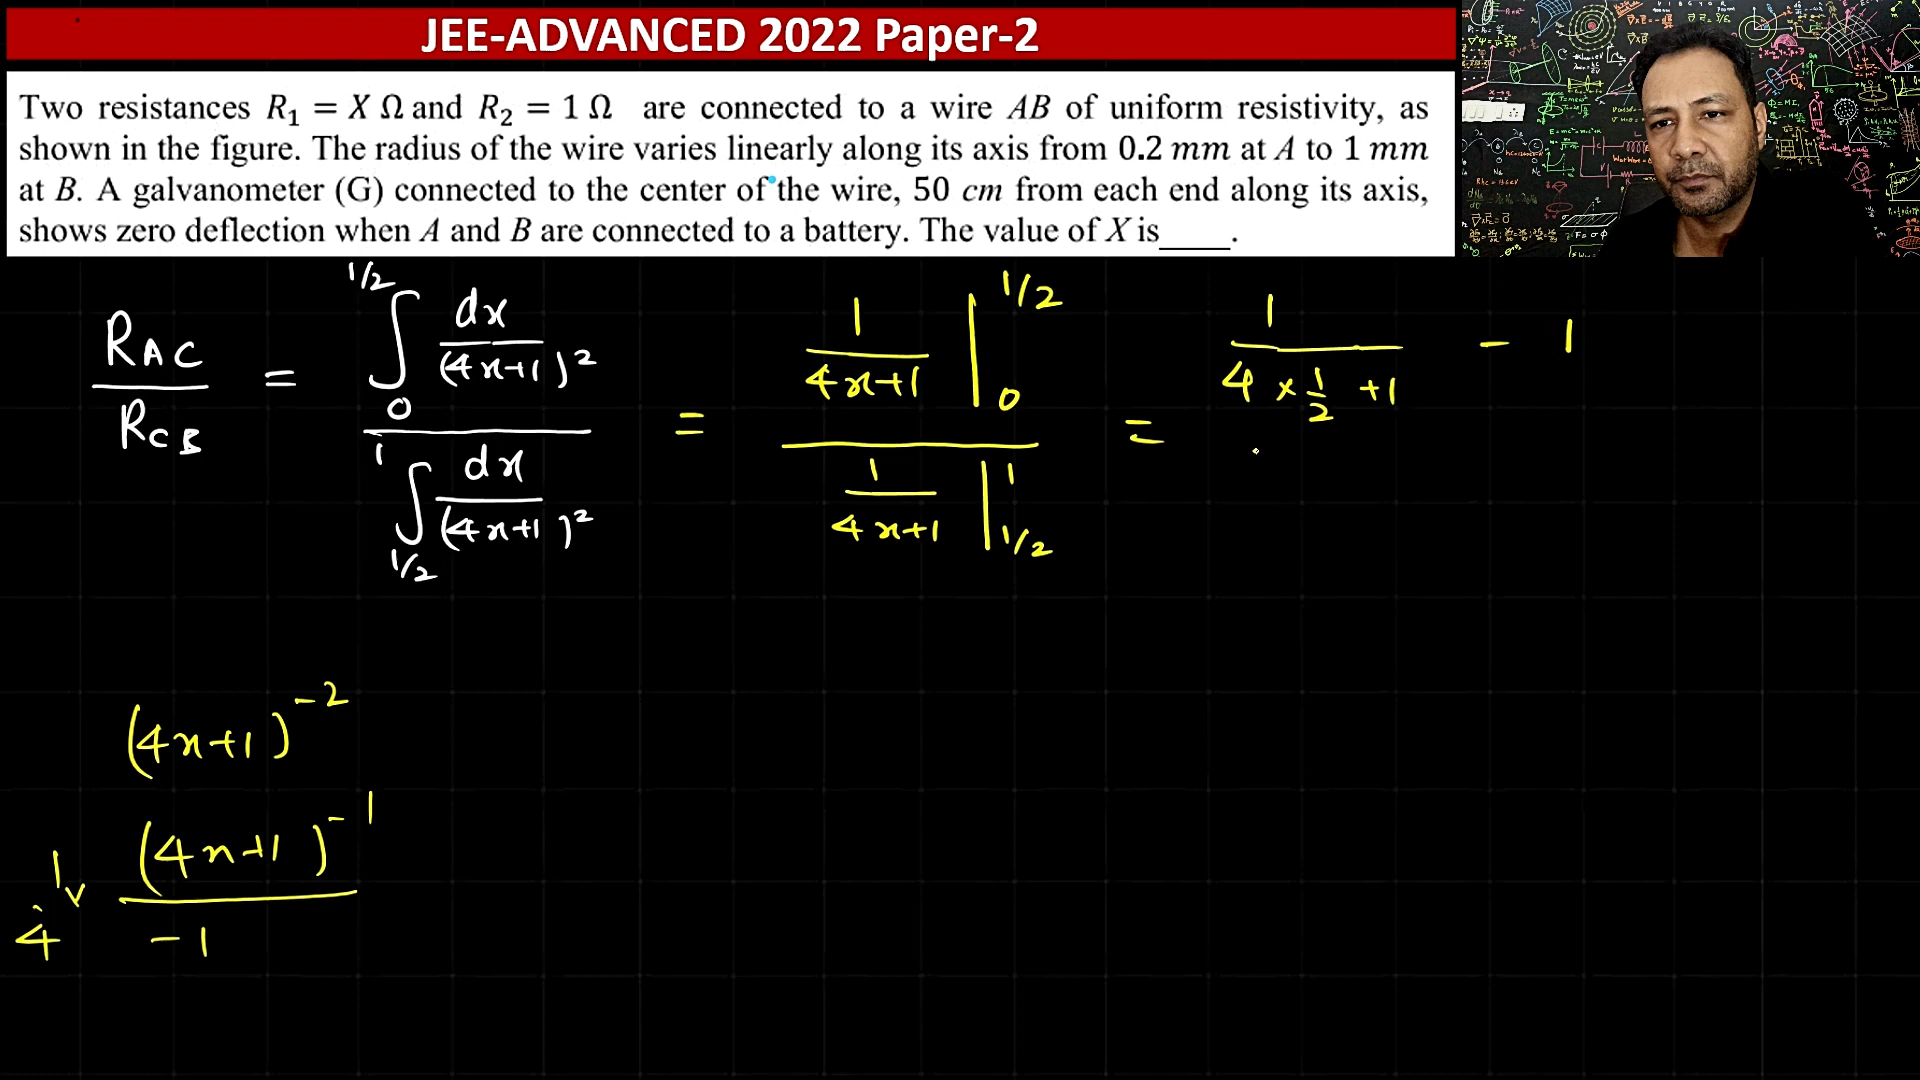 JEE-ADVANCED 2022 Paper-2
Two resistances R₁ = X Ω and R₂ = 1 Ω are connected to a wire AB of uniform resistivity, as
shown in the figure. The radius of the wire varies linearly along its axis from 0.2 mm at A to 1 mm
at B. A galvanometer (G) connected to the center of the wire, 50 cm from each end along its axis,
shows zero deflection when A and B are connected to a battery. The value of X is____.
R_AC / R_CB = ∫₀^{1/2} dx/(4x+1)² / ∫_{1/2}^1 dx/(4x+1)² = 1/(4x+1) |₀^{1/2} / 1/(4x+1) |_{1/2}^1 = 1/(4 × 1/2 + 1) - 1
(4x+1)⁻²
1/4 × (4x+1)⁻¹ / -1